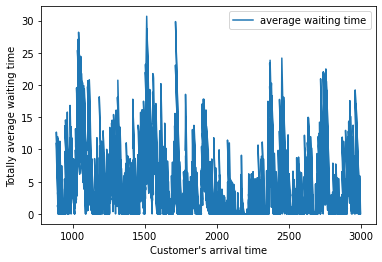 average waiting time
Totally average waiting time
30
25
20
15
10
5
0
1000 1500 2000 2500 3000
Customer's arrival time